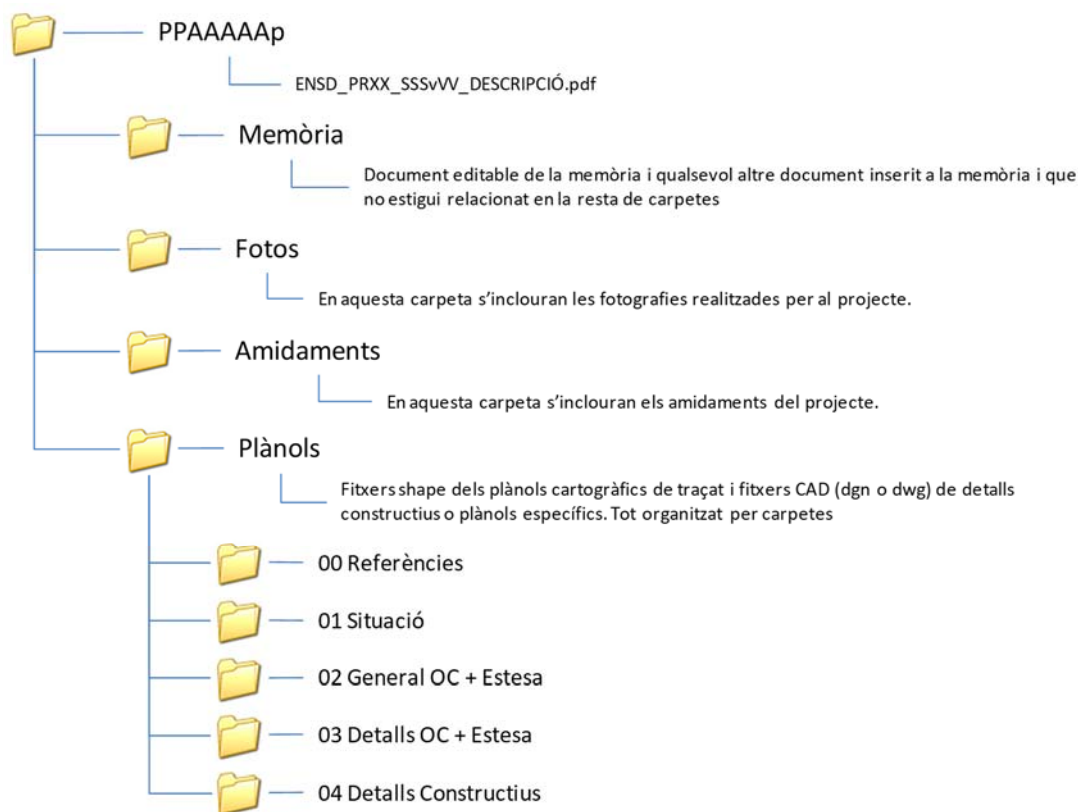 PPAAAAAp
ENSD_PRXX_SSSvVV_DESCRIPCIÓ.pdf
Memòria
Document editable de la memòria i qualsevol altre document inserit a la memòria i que
no estigui relacionat en la resta de carpetes
Fotos
En aquesta carpeta s’inclouran les fotografies realitzades per al projecte.
Amidaments
En aquesta carpeta s’inclouran els amidaments del projecte.
Plànols
Fitxers shape dels plànols cartogràfics de traçat i fitxers CAD (dgn o dwg) de detalls
constructius o plànols específics. Tot organitzat per carpetes
00 Referències
01 Situació
02 General OC + Estesa
03 Detalls OC + Estesa
04 Detalls Constructius